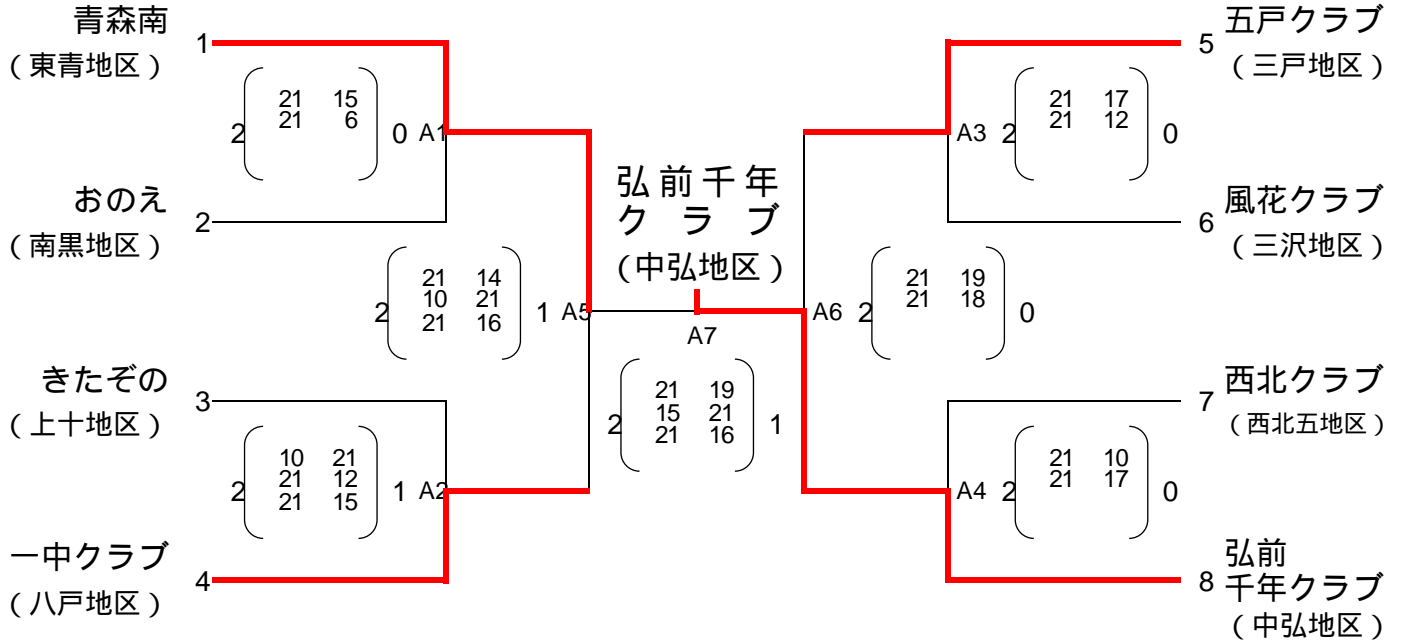 青森南
(東青地区)
1
21 15
21 6
2 0 A1
おのえ
(南黒地区)
2
21 14
10 21
21 16
2 1 A5
きたぞの
(上十地区)
3
10 21
21 12
21 15
2 1 A2
一中クラブ
(八戸地区)
4
弘前千年
クラブ
(中弘地区)
A7
21 19
15 21
21 16
2 1
五戸クラブ
(三戸地区)
5
21 17
21 12
A3 2 0
風花クラブ
(三沢地区)
6
21 19
21 18
A6 2 0
西北クラブ
(西北五地区)
7
21 10
21 17
A4 2 0
弘前
8 千年クラブ
(中弘地区)